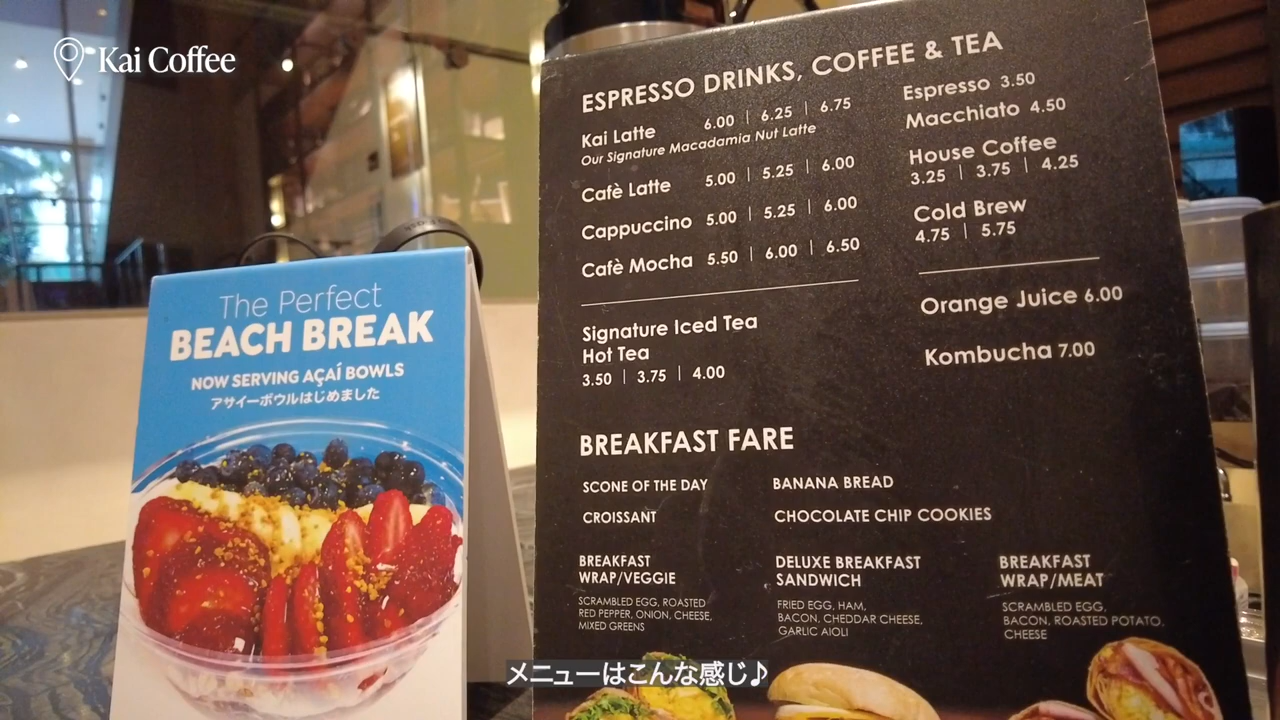 Kai Coffee
The Perfect
BEACH BREAK
NOW SERVING AÇAÍ BOWLS
アサイーボウルはじめました
ESPRESSO DRINKS, COFFEE & TEA
Kai Latte 6.00 | 6.25 | 6.75
Our Signature Macadamia Nut Latte
Cafè Latte 5.00 | 5.25 | 6.00
Cappuccino 5.00 | 5.25 | 6.00
Cafè Mocha 5.50 | 6.00 | 6.50
Signature Iced Tea
Hot Tea
3.50 | 3.75 | 4.00
Espresso 3.50
Macchiato 4.50
House Coffee
3.25 | 3.75 | 4.25
Cold Brew
4.75 | 5.75
Orange Juice 6.00
Kombucha 7.00
BREAKFAST FARE
SCONE OF THE DAY
BANANA BREAD
CROISSANT
CHOCOLATE CHIP COOKIES
BREAKFAST
WRAP/VEGGIE
SCRAMBLED EGG, ROASTED
RED PEPPER, ONION, CHEESE,
MIXED GREENS
DELUXE BREAKFAST
SANDWICH
FRIED EGG, HAM,
BACON, CHEDDAR CHEESE,
GARLIC AIOLI
BREAKFAST
WRAP/MEAT
SCRAMBLED EGG,
BACON, ROASTED POTATO,
CHEESE
メニューはこんな感じ♪